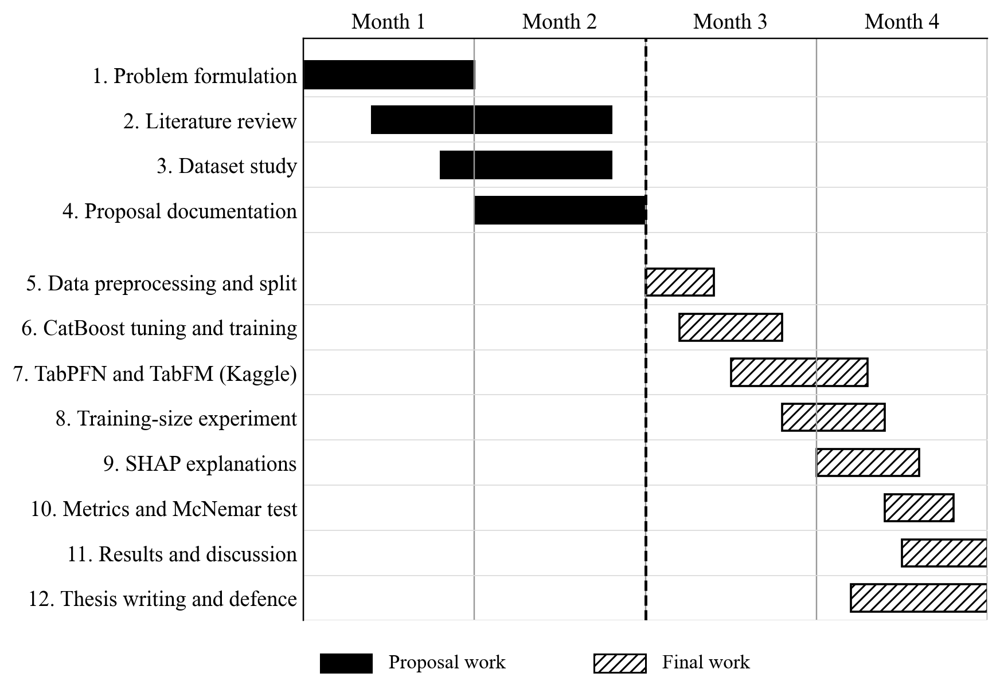 Month 1 Month 2 Month 3 Month 4
1. Problem formulation
2. Literature review
3. Dataset study
4. Proposal documentation
5. Data preprocessing and split
6. CatBoost tuning and training
7. TabPFN and TabFM (Kaggle)
8. Training-size experiment
9. SHAP explanations
10. Metrics and McNemar test
11. Results and discussion
12. Thesis writing and defence
Proposal work Final work